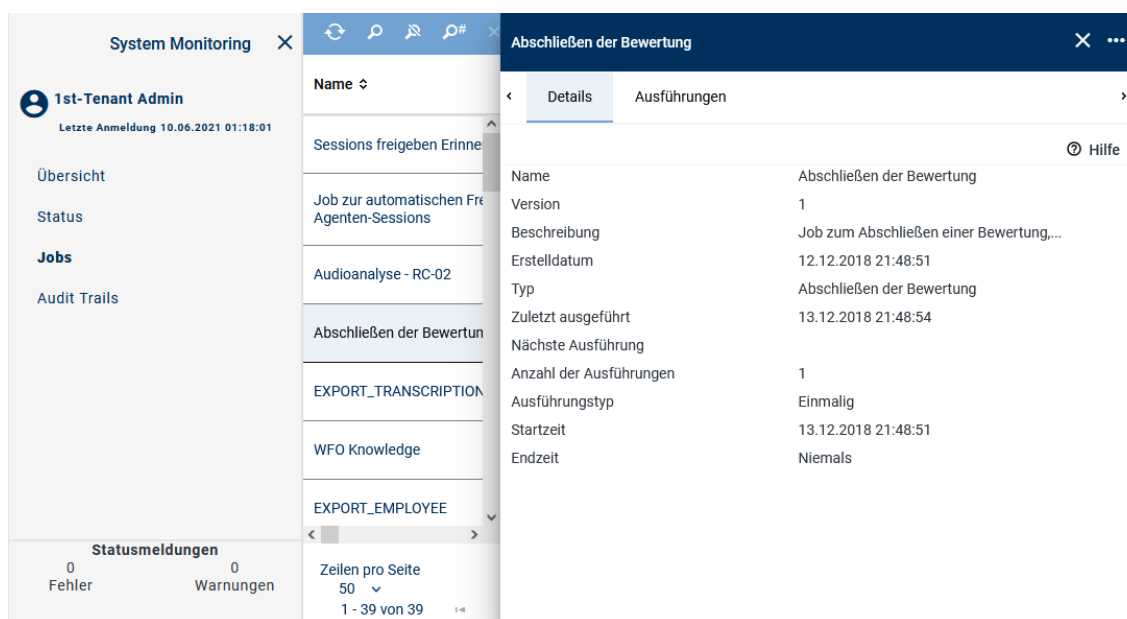 System Monitoring
1st-Tenant Admin
Letzte Anmeldung 10.06.2021 01:18:01
Übersicht
Status
Jobs
Audit Trails
Statusmeldungen
0 0
Fehler Warnungen
#
Name
Sessions freigeben Erinne
Job zur automatischen Fre
Agenten-Sessions
Audioanalyse - RC-02
Abschließen der Bewertun
EXPORT_TRANSCRIPTION
WFO Knowledge
EXPORT_EMPLOYEE
Zeilen pro Seite
50
1 - 39 von 39
Abschließen der Bewertung
Details Ausführungen
Hilfe
Name Abschließen der Bewertung
Version 1
Beschreibung Job zum Abschließen einer Bewertung,...
Erstelldatum 12.12.2018 21:48:51
Typ Abschließen der Bewertung
Zuletzt ausgeführt 13.12.2018 21:48:54
Nächste Ausführung
Anzahl der Ausführungen 1
Ausführungstyp Einmalig
Startzeit 13.12.2018 21:48:51
Endzeit Niemals